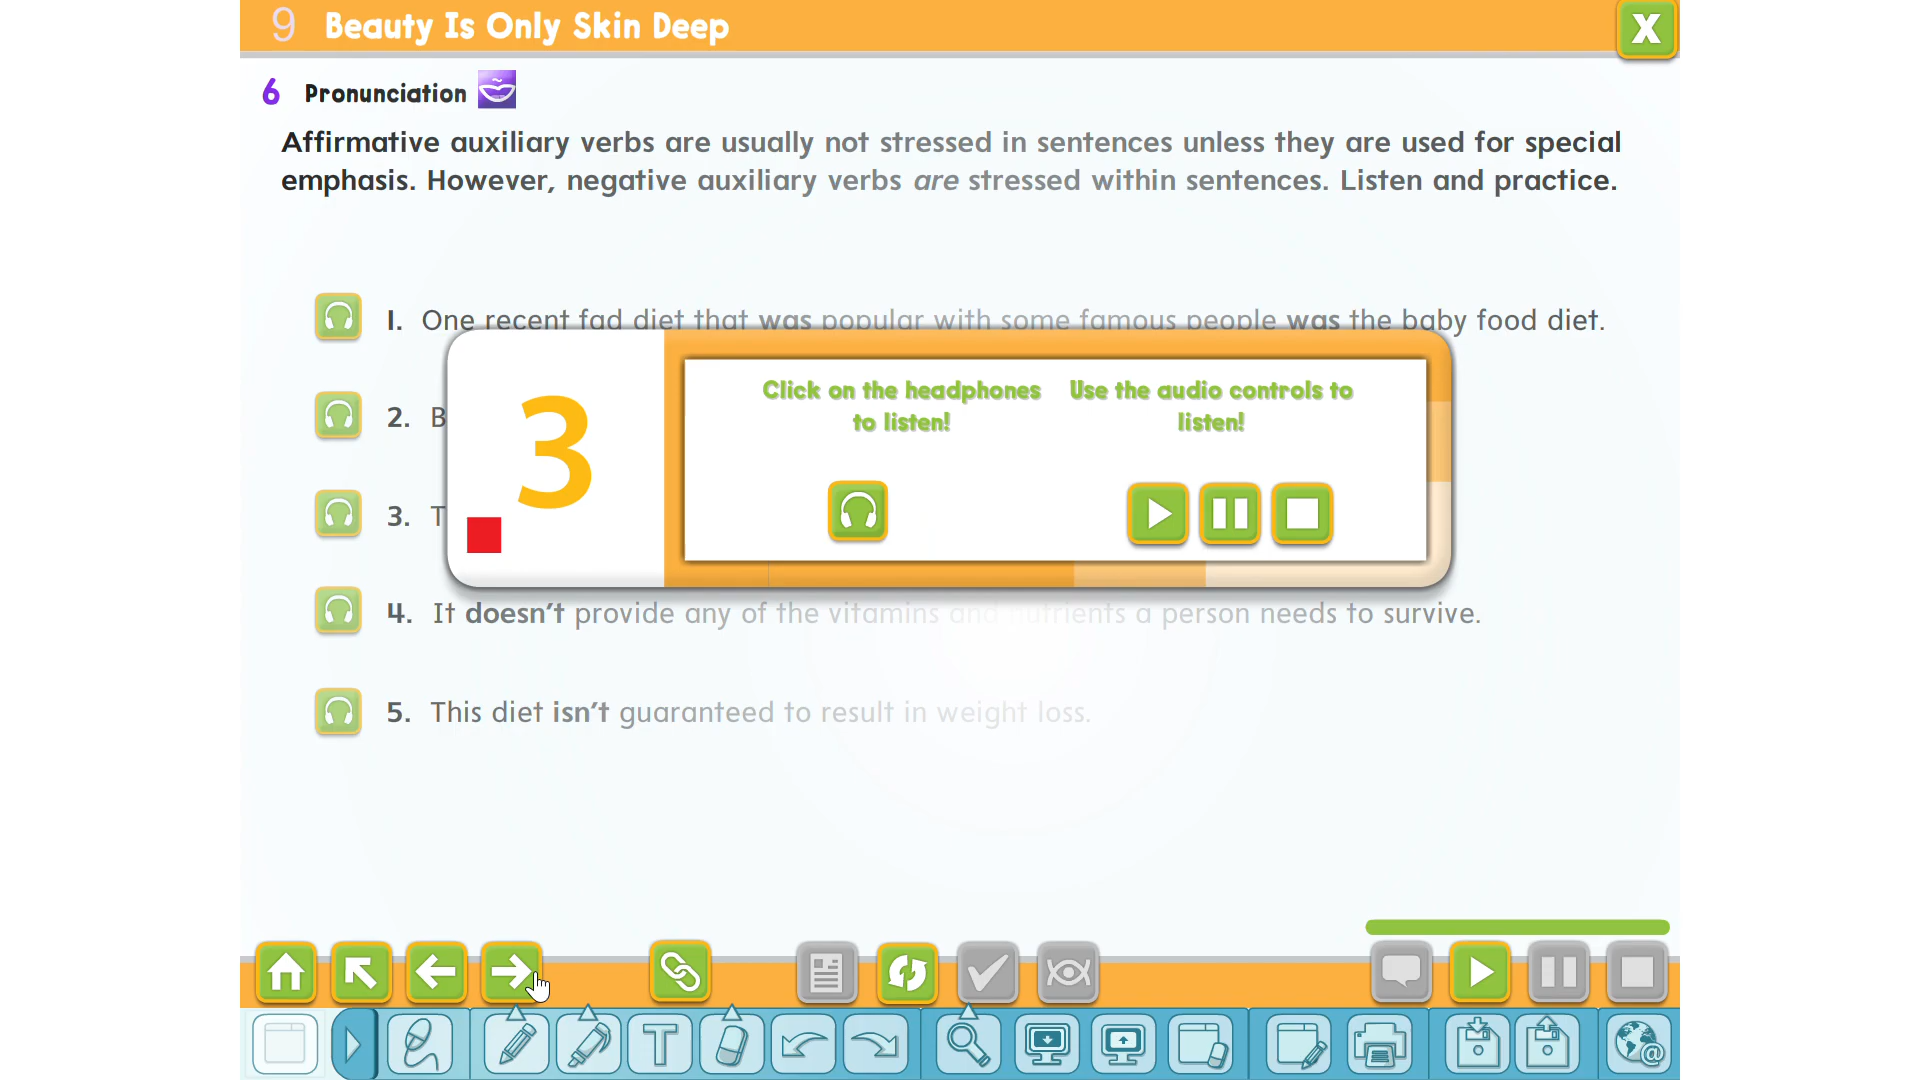 9 Beauty Is Only Skin Deep
X
6 Pronunciation
Affirmative auxiliary verbs are usually not stressed in sentences unless they are used for special
emphasis. However, negative auxiliary verbs are stressed within sentences. Listen and practice.
1. One recent fad diet that was popular with some famous people was the baby food diet.
2. B
3. T
3
Click on the headphones
to listen!
Use the audio controls to
listen!
4. It doesn't provide any of the vitamins and nutrients a person needs to survive.
5. This diet isn't guaranteed to result in weight loss.
T
@